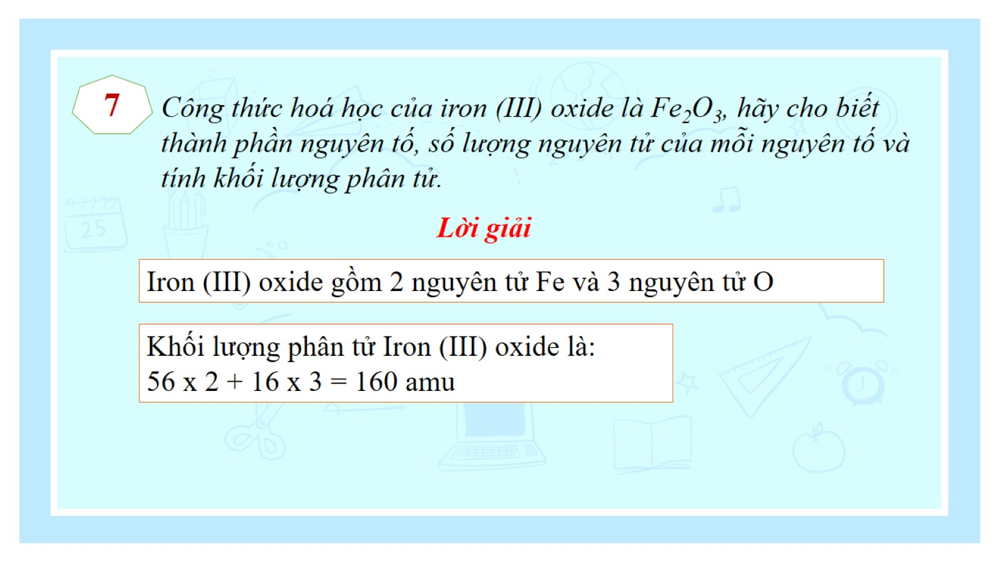 7
Công thức hoá học của iron (III) oxide là Fe₂O₃, hãy cho biết
thành phần nguyên tố, số lượng nguyên tử của mỗi nguyên tố và
tính khối lượng phân tử.
25
Lời giải
Iron (III) oxide gồm 2 nguyên tử Fe và 3 nguyên tử O
Khối lượng phân tử Iron (III) oxide là:
56 x 2 + 16 x 3 = 160 amu